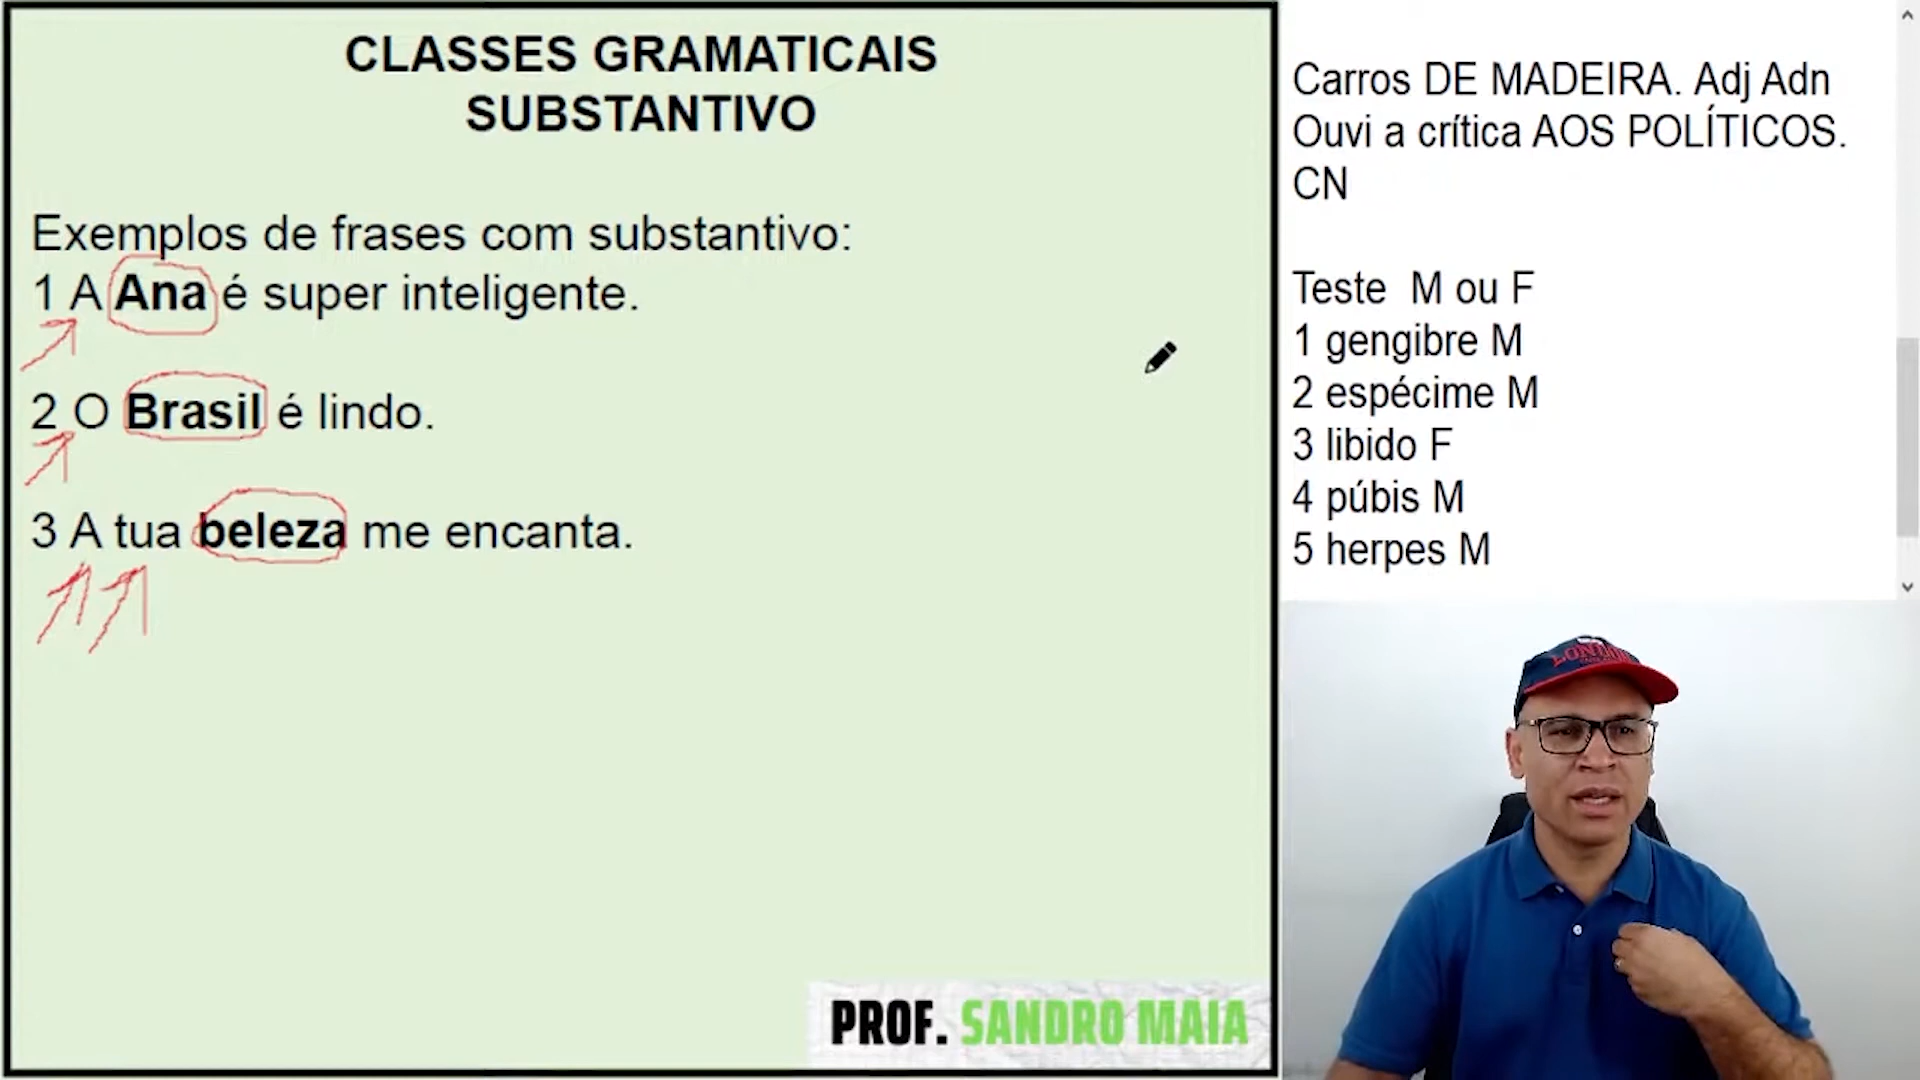 CLASSES GRAMATICAIS
SUBSTANTIVO
Exemplos de frases com substantivo:
1 A Ana é super inteligente.
2 O Brasil é lindo.
3 A tua beleza me encanta.
PROF. SANDRO MAIA
Carros DE MADEIRA. Adj Adn
Ouvi a crítica AOS POLÍTICOS.
CN
Teste M ou F
1 gengibre M
2 espécime M
3 libido F
4 púbis M
5 herpes M
LONDON